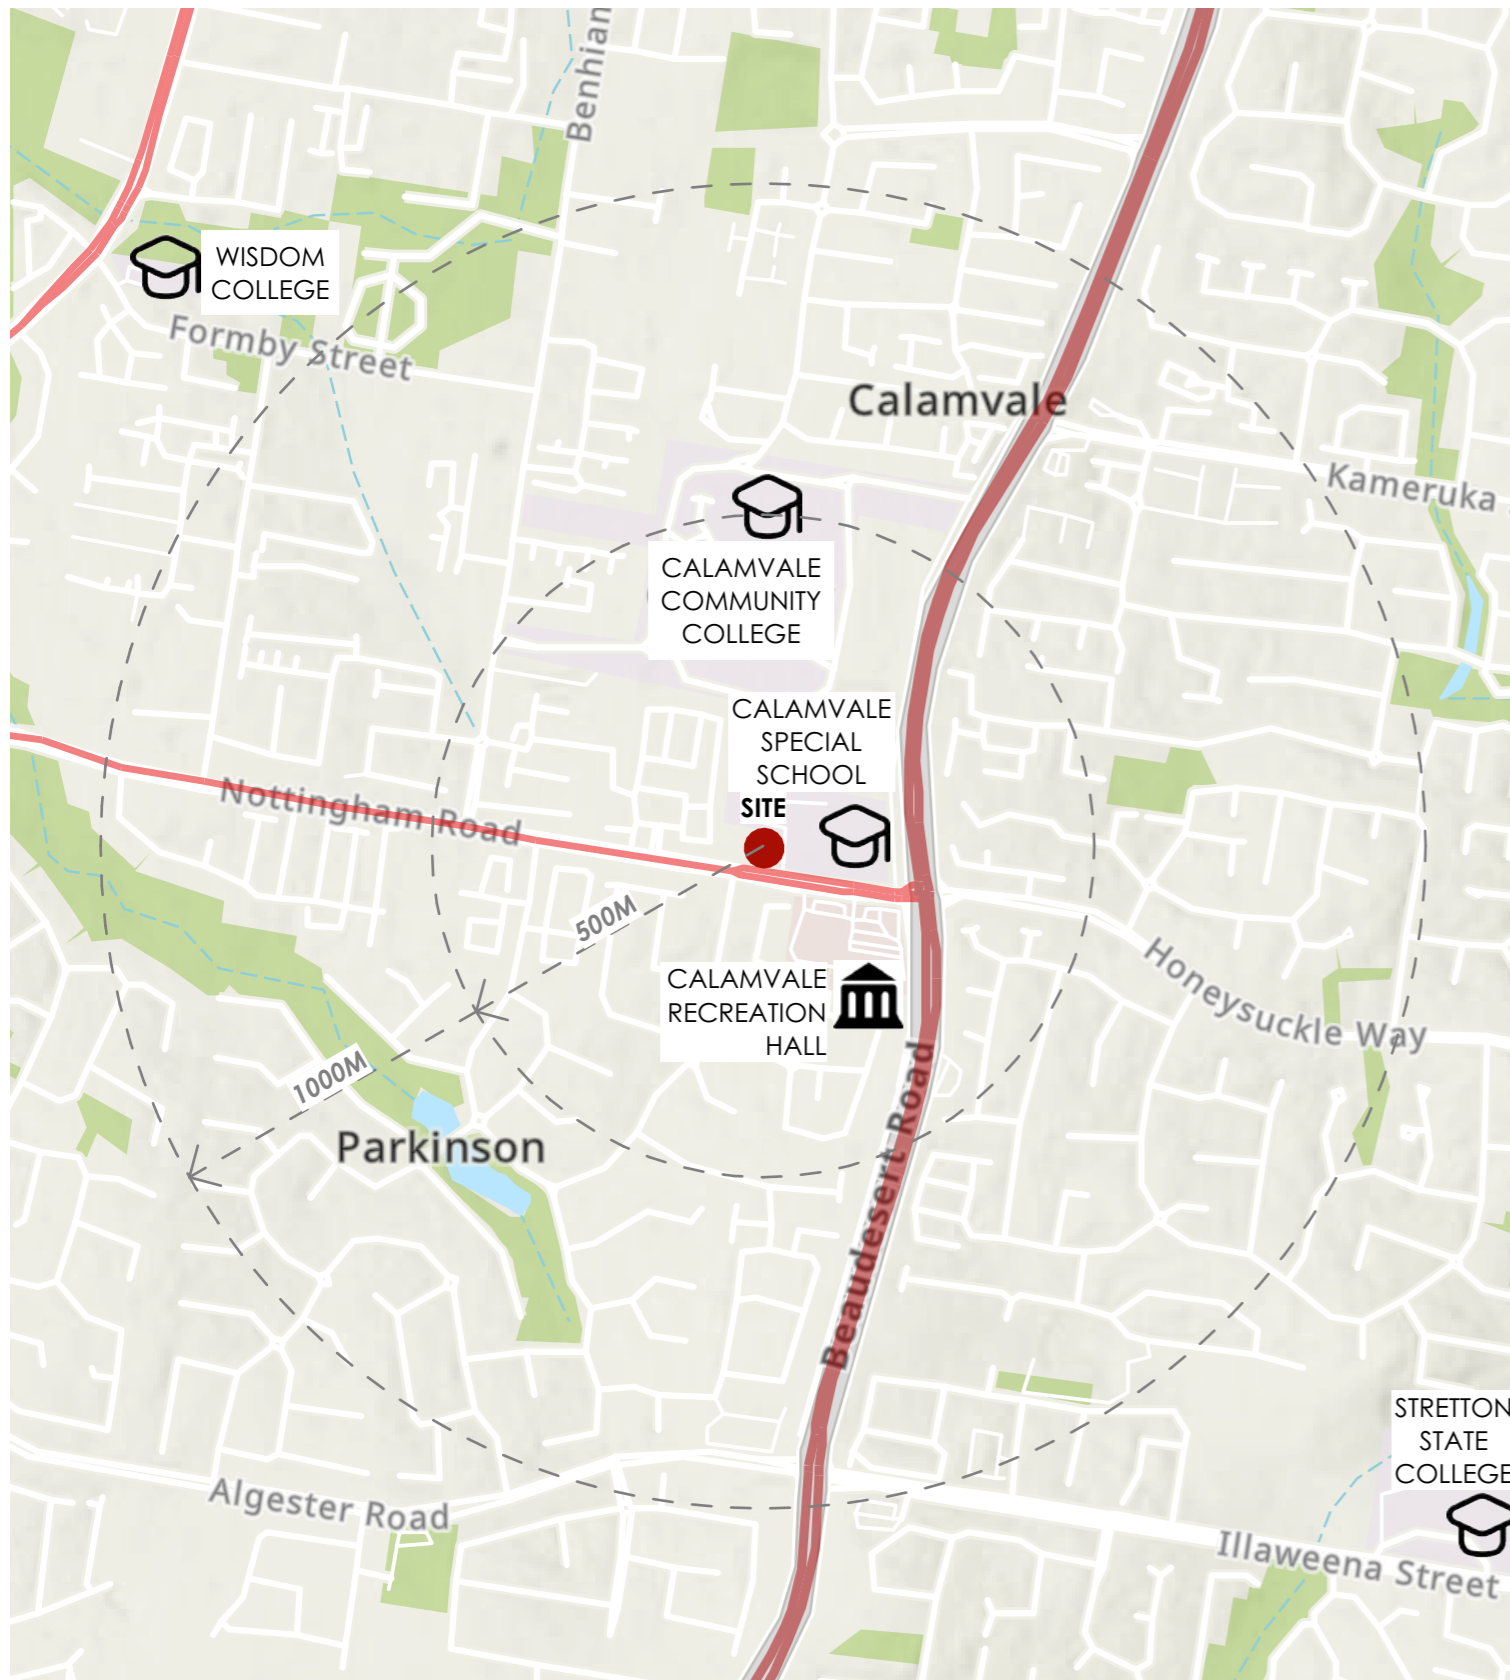 Benhian
WISDOM
COLLEGE
Formby Street
Calamvale
Kameruka
CALAMVALE
COMMUNITY
COLLEGE
CALAMVALE
SPECIAL
SCHOOL
SITE
Nottingham Road
500M
CALAMVALE
RECREATION
HALL
Honeysuckle Way
1000M
Parkinson
Beaudesert Road
STRETTON
STATE
COLLEGE
Algester Road
Illaweena Street